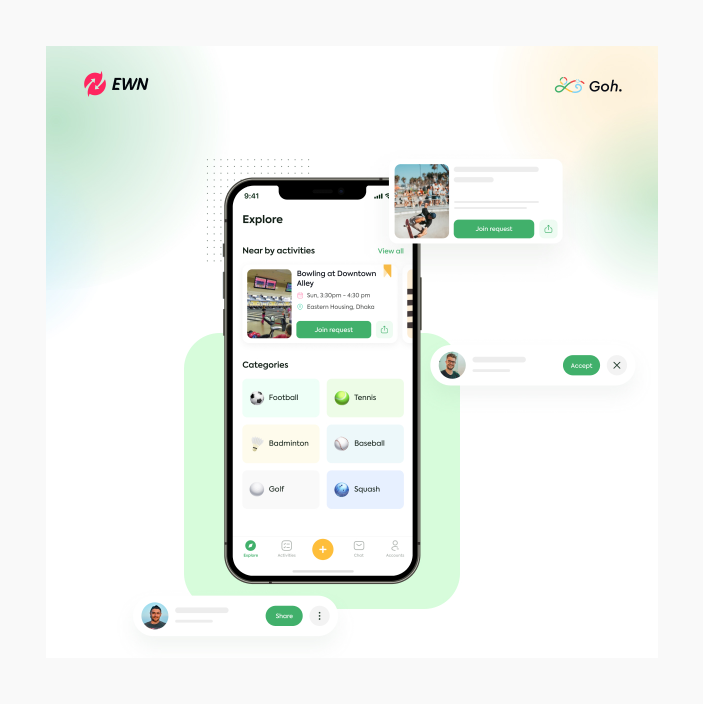 EWN
Goh.
9:41
Explore
Near by activities
View all
Bowling at Downtown
Alley
Sun, 3:30pm - 4:30 pm
Eastern Housing, Dhaka
Join request
Join request
Accept
Categories
Football
Tennis
Badminton
Baseball
Golf
Squash
Explore
Activities
Chat
Accounts
Share